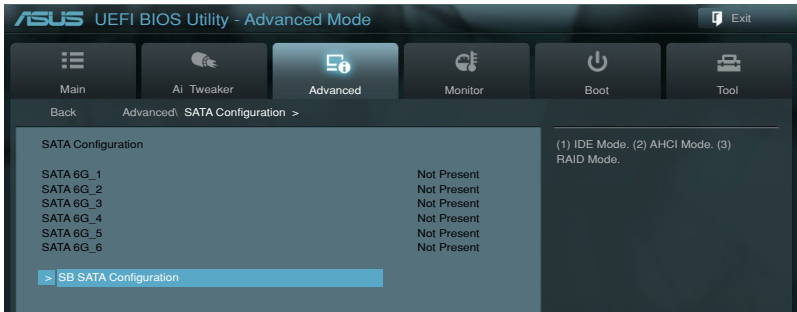 ASUS UEFI BIOS Utility - Advanced Mode
Exit
Main
Ai Tweaker
Advanced
Monitor
Boot
Tool
Back
Advanced\ SATA Configuration >
SATA Configuration
SATA 6G_1 Not Present
SATA 6G_2 Not Present
SATA 6G_3 Not Present
SATA 6G_4 Not Present
SATA 6G_5 Not Present
SATA 6G_6 Not Present
> SB SATA Configuration
(1) IDE Mode. (2) AHCI Mode. (3)
RAID Mode.